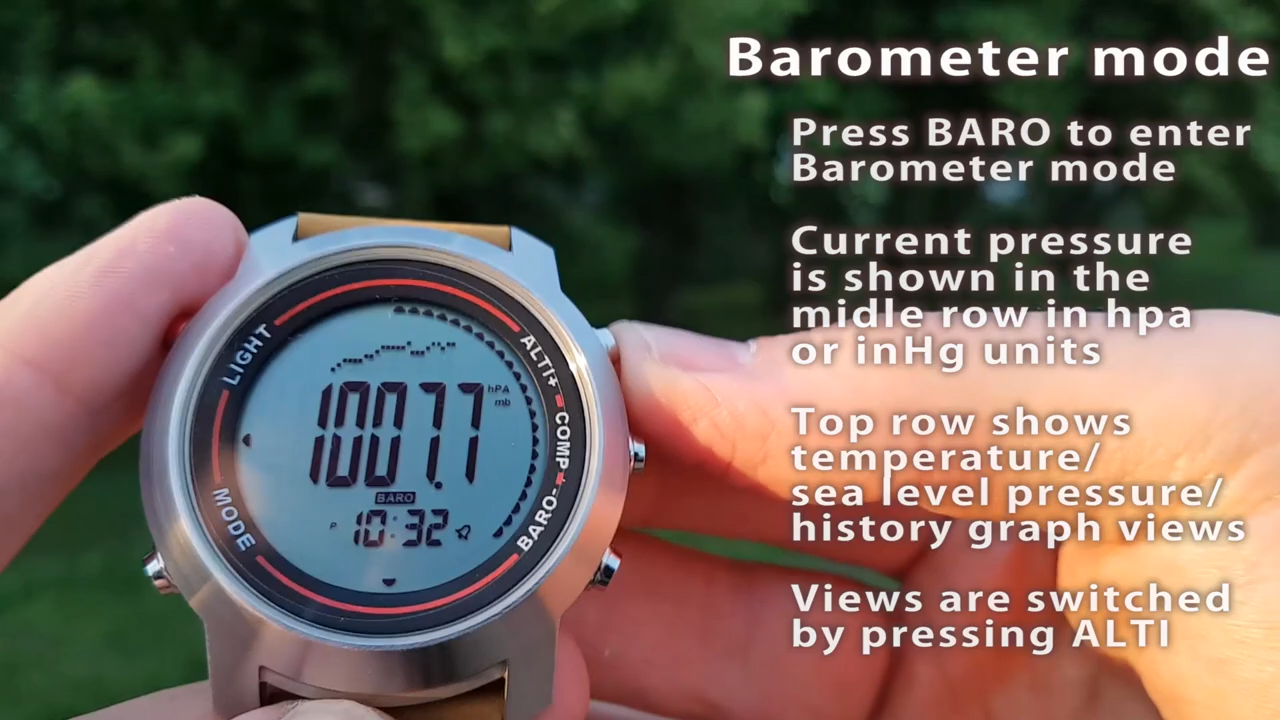 Barometer mode
Press BARO to enter
Barometer mode
Current pressure
is shown in the
midle row in hpa
or inHg units
Top row shows
temperature/
sea level pressure/
history graph views
Views are switched
by pressing ALTI
LIGHT
ALTI+
COMP
BARO-
MODE
1007.7
hPA
mb
BARO
P 10:32